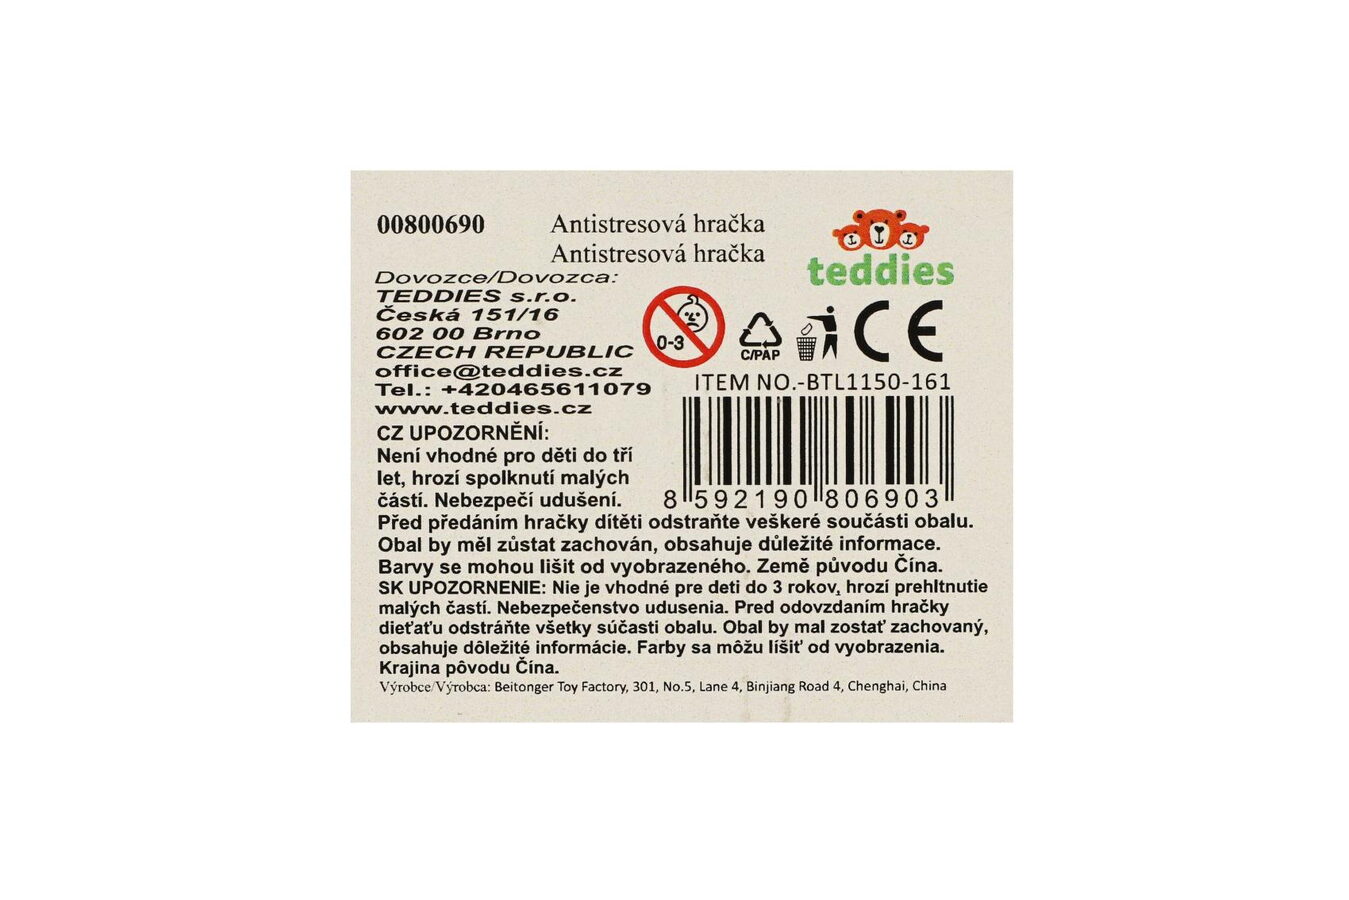 00800690
Antistresová hračka
Antistresová hračka
teddies
Dovozce/Dovozca:
TEDDIES s.r.o.
Česká 151/16
602 00 Brno
CZECH REPUBLIC
office@teddies.cz
Tel.: +420465611079
www.teddies.cz
0-3
C/PAP
CE
ITEM NO.-BTL1150-161
8 592190 806903
CZ UPOZORNĚNÍ:
Není vhodné pro děti do tří
let, hrozí spolknutí malých
částí. Nebezpečí udušení.
Před předáním hračky dítěti odstraňte veškeré součásti obalu.
Obal by měl zůstat zachován, obsahuje důležité informace.
Barvy se mohou lišit od vyobrazeného. Země původu Čína.
SK UPOZORNENIE: Nie je vhodné pre deti do 3 rokov, hrozí prehltnutie
malých častí. Nebezpečenstvo udusenia. Pred odovzdaním hračky
dieťaťu odstráňte všetky súčasti obalu. Obal by mal zostať zachovaný,
obsahuje dôležité informácie. Farby sa môžu líšiť od vyobrazenia.
Krajina pôvodu Čína.
Výrobce/Výrobca: Beitonger Toy Factory, 301, No.5, Lane 4, Binjiang Road 4, Chenghai, China